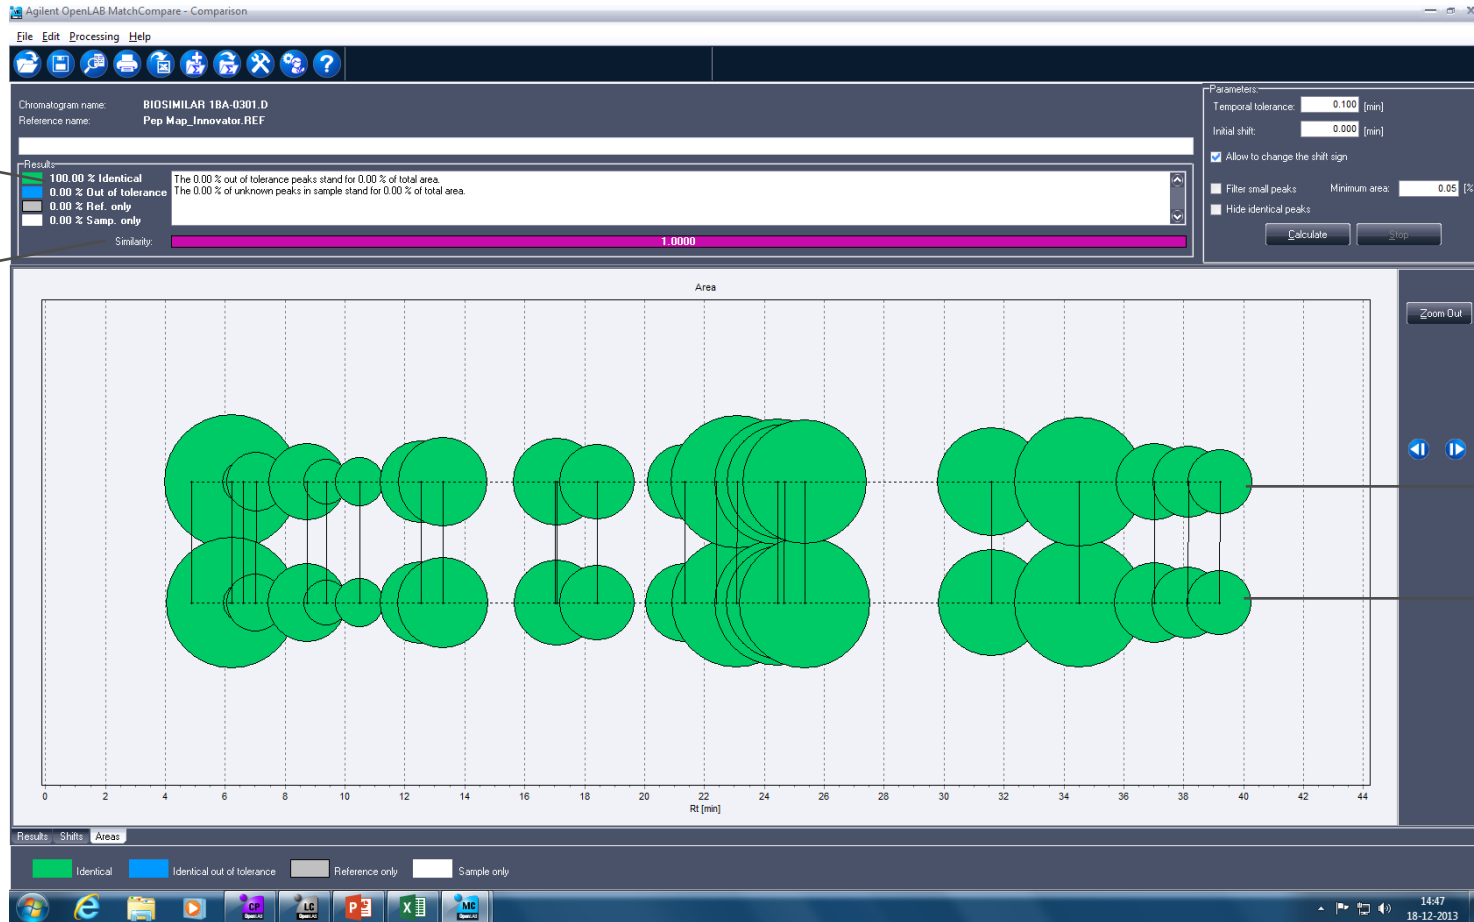 Agilent OpenLAB MatchCompare - Comparison
File Edit Processing Help
Chromatogram name: BIOSIMILAR 1BA-0301.D
Reference name: Pep Map_Innovator.REF
Results
100.00 % Identical
0.00 % Out of tolerance
0.00 % Ref. only
0.00 % Samp. only
The 0.00 % out of tolerance peaks stand for 0.00 % of total area.
The 0.00 % of unknown peaks in sample stand for 0.00 % of total area.
Similarity: 1.0000
Parameters:
Temporal tolerance: 0.100 [min]
Initial shift: 0.000 [min]
Allow to change the shift sign
Filter small peaks Minimum area: 0.05 [%
Hide identical peaks
Calculate Stop
Area
Zoom Out
0 2 4 6 8 10 12 14 16 18 20 22 24 26 28 30 32 34 36 38 40 42 44
Rt [min]
Results Shifts Areas
Identical Identical out of tolerance Reference only Sample only
CP OpenLAB LC OpenLAB MC OpenLAB
14:47
18-12-2013